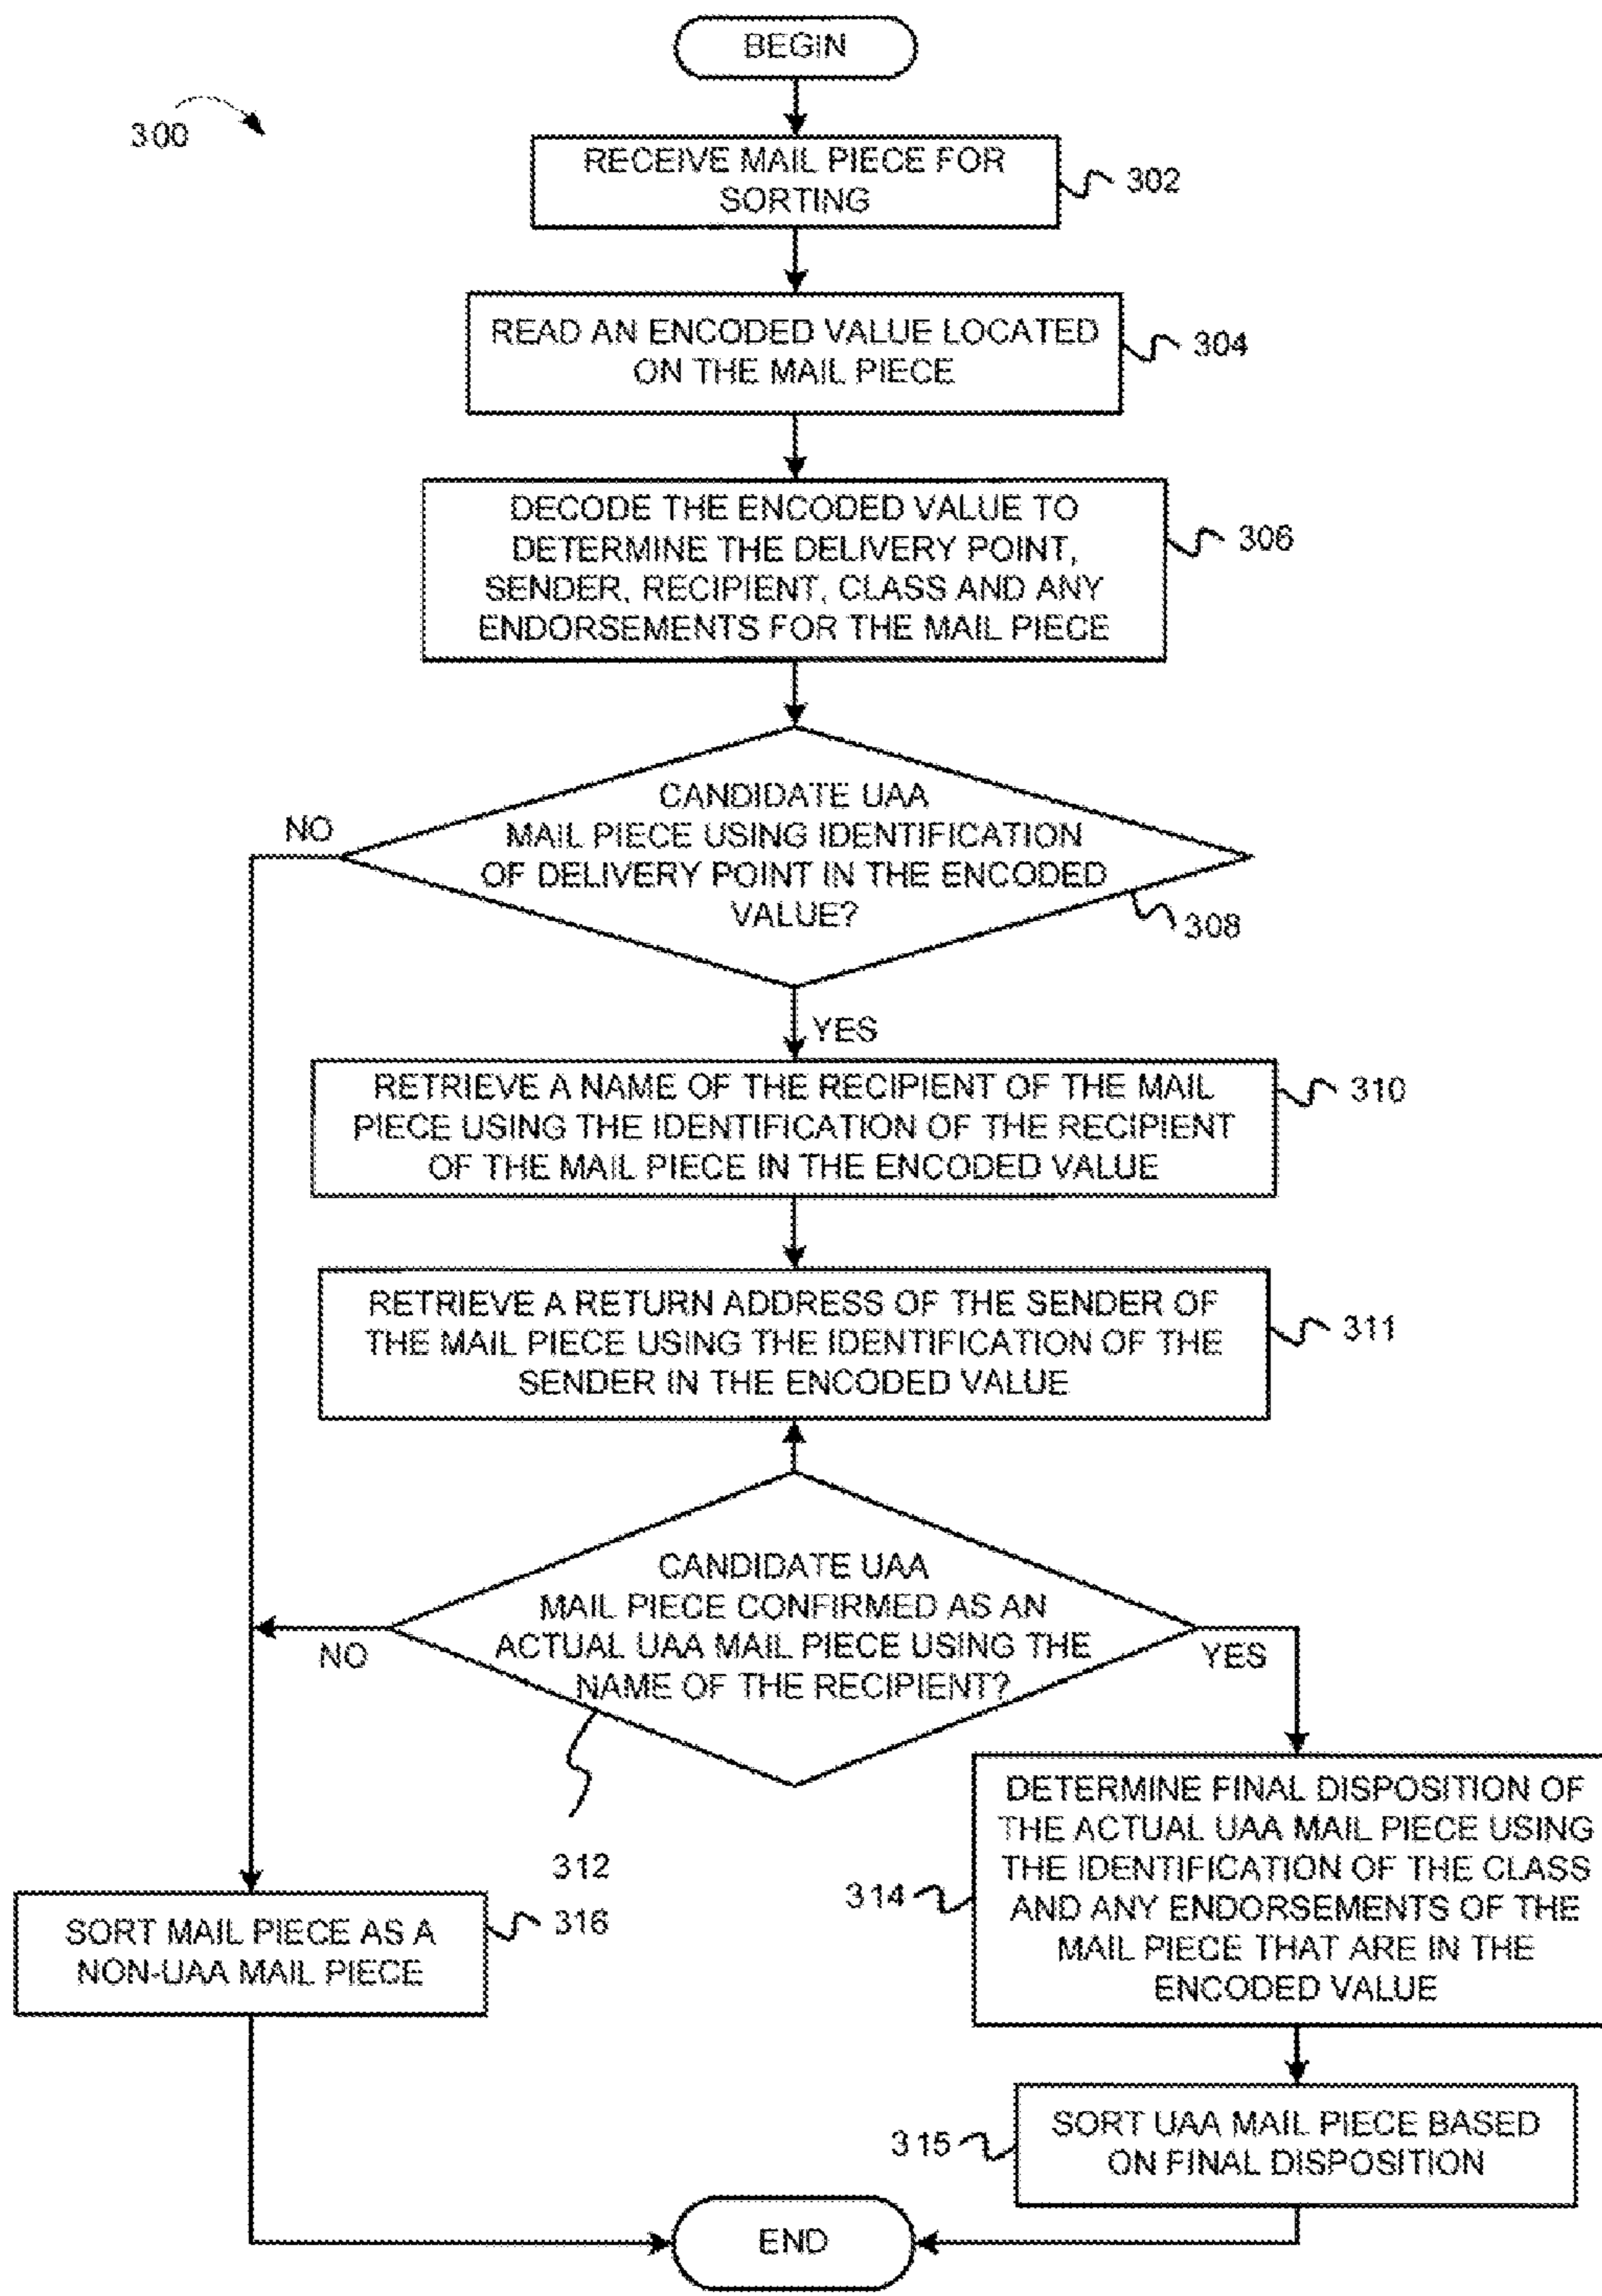 BEGIN
300
RECEIVE MAIL PIECE FOR
SORTING
302
READ AN ENCODED VALUE LOCATED
ON THE MAIL PIECE
304
DECODE THE ENCODED VALUE TO
DETERMINE THE DELIVERY POINT,
SENDER, RECIPIENT, CLASS AND ANY
ENDORSEMENTS FOR THE MAIL PIECE
306
CANDIDATE UAA
MAIL PIECE USING IDENTIFICATION
OF DELIVERY POINT IN THE ENCODED
VALUE?
NO
308
YES
RETRIEVE A NAME OF THE RECIPIENT OF THE MAIL
PIECE USING THE IDENTIFICATION OF THE RECIPIENT
OF THE MAIL PIECE IN THE ENCODED VALUE
310
RETRIEVE A RETURN ADDRESS OF THE SENDER OF
THE MAIL PIECE USING THE IDENTIFICATION OF THE
SENDER IN THE ENCODED VALUE
311
CANDIDATE UAA
MAIL PIECE CONFIRMED AS AN
ACTUAL UAA MAIL PIECE USING THE
NAME OF THE RECIPIENT?
NO
YES
312
DETERMINE FINAL DISPOSITION OF
THE ACTUAL UAA MAIL PIECE USING
THE IDENTIFICATION OF THE CLASS
AND ANY ENDORSEMENTS OF THE
MAIL PIECE THAT ARE IN THE
ENCODED VALUE
314
SORT MAIL PIECE AS A
NON-UAA MAIL PIECE
316
SORT UAA MAIL PIECE BASED
ON FINAL DISPOSITION
315
END